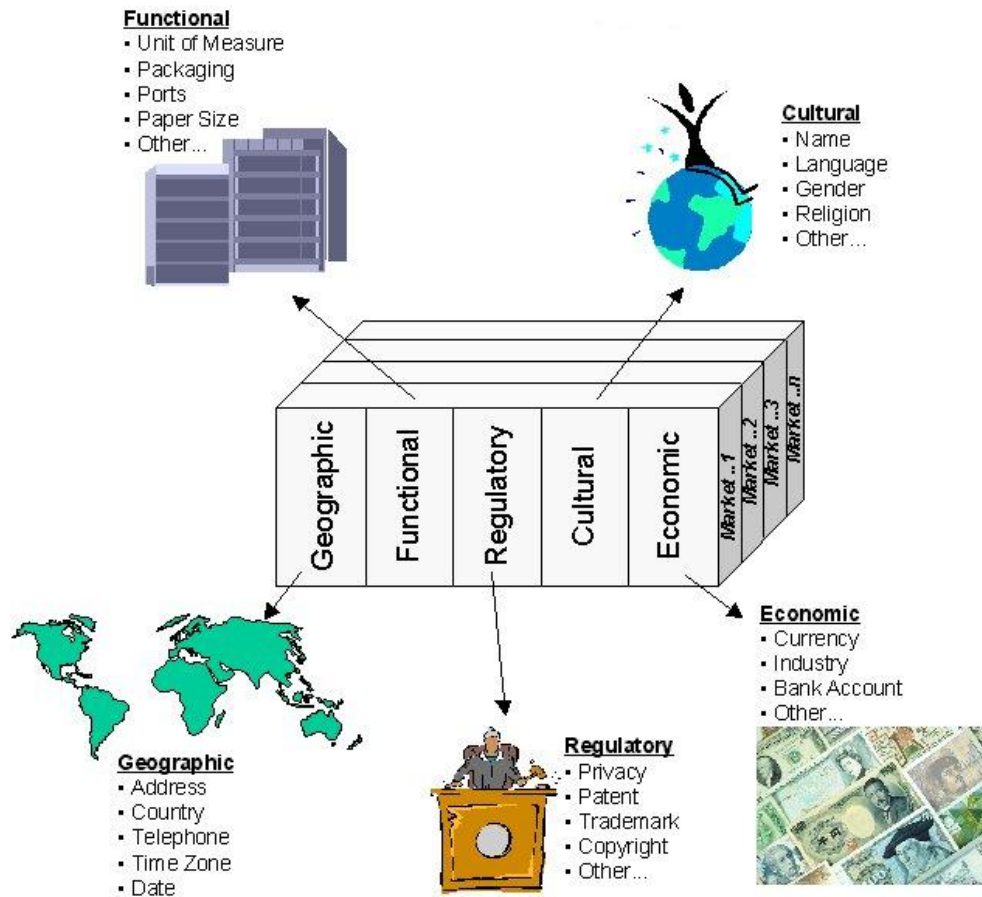 Functional
▪ Unit of Measure
▪ Packaging
▪ Ports
▪ Paper Size
▪ Other...
Cultural
▪ Name
▪ Language
▪ Gender
▪ Religion
▪ Other...
Geographic
Functional
Regulatory
Cultural
Economic
Market ..1
Market ..2
Market ..3
Market ..n
Economic
▪ Currency
▪ Industry
▪ Bank Account
▪ Other...
Geographic
▪ Address
▪ Country
▪ Telephone
▪ Time Zone
▪ Date
Regulatory
▪ Privacy
▪ Patent
▪ Trademark
▪ Copyright
▪ Other...